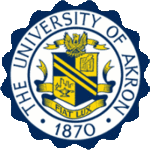 THE UNIVERSITY OF AKRON
FIAT LUX
• 1870 •